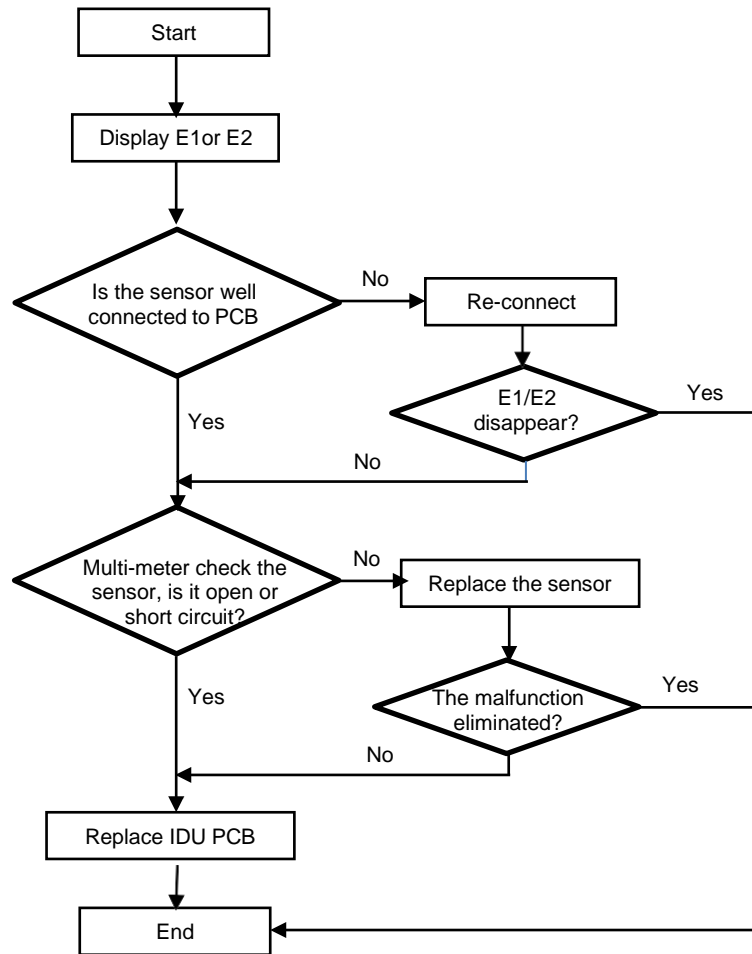 Start
Display E1or E2
Is the sensor well
connected to PCB
No
Re-connect
E1/E2
disappear?
Yes
Yes
No
Multi-meter check the
sensor, is it open or
short circuit?
No
Replace the sensor
Yes
The malfunction
eliminated?
Yes
No
Replace IDU PCB
End